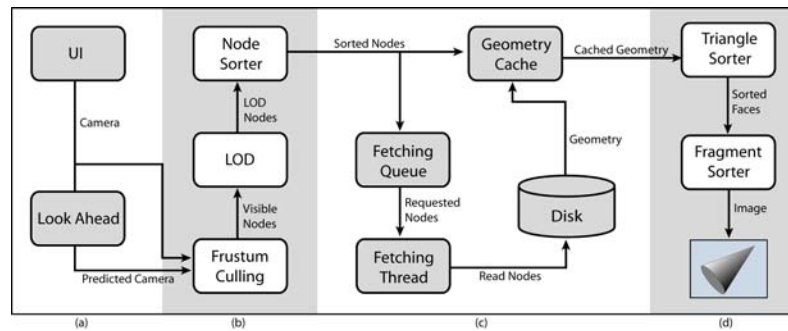 UI
Camera
Look Ahead
Predicted Camera
Node
Sorter
LOD
Nodes
LOD
Visible
Nodes
Frustum
Culling
Sorted Nodes
Fetching
Queue
Requested
Nodes
Fetching
Thread
Read Nodes
Geometry
Cache
Geometry
Disk
Cached Geometry
Triangle
Sorter
Sorted
Faces
Fragment
Sorter
Image
(a)
(b)
(c)
(d)